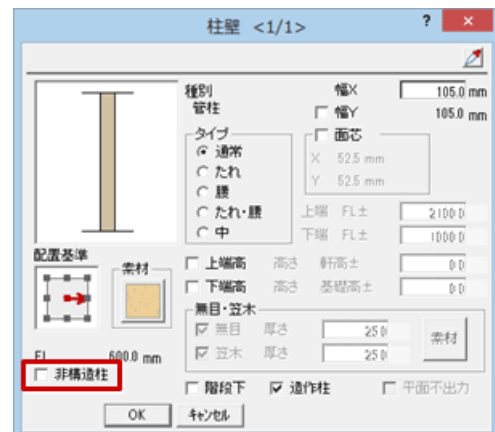 柱壁 <1/1>
? ×
種別 幅X 105.0 mm
管柱 幅Y 105.0 mm
タイプ 面芯
通常 X 52.5 mm
たれ Y 52.5 mm
腰
たれ・腰 上端 FL± 2100.0
中 下端 FL± 1000.0
配置基準 素材
上端高 高さ 軒高± 0.0
下端高 高さ 基礎高± 0.0
無目・笠木
無目 厚さ 25.0 素材
笠木 厚さ 25.0
FL 600.0 mm
非構造柱
階段下 造作柱 平面不出力
OK キャンセル